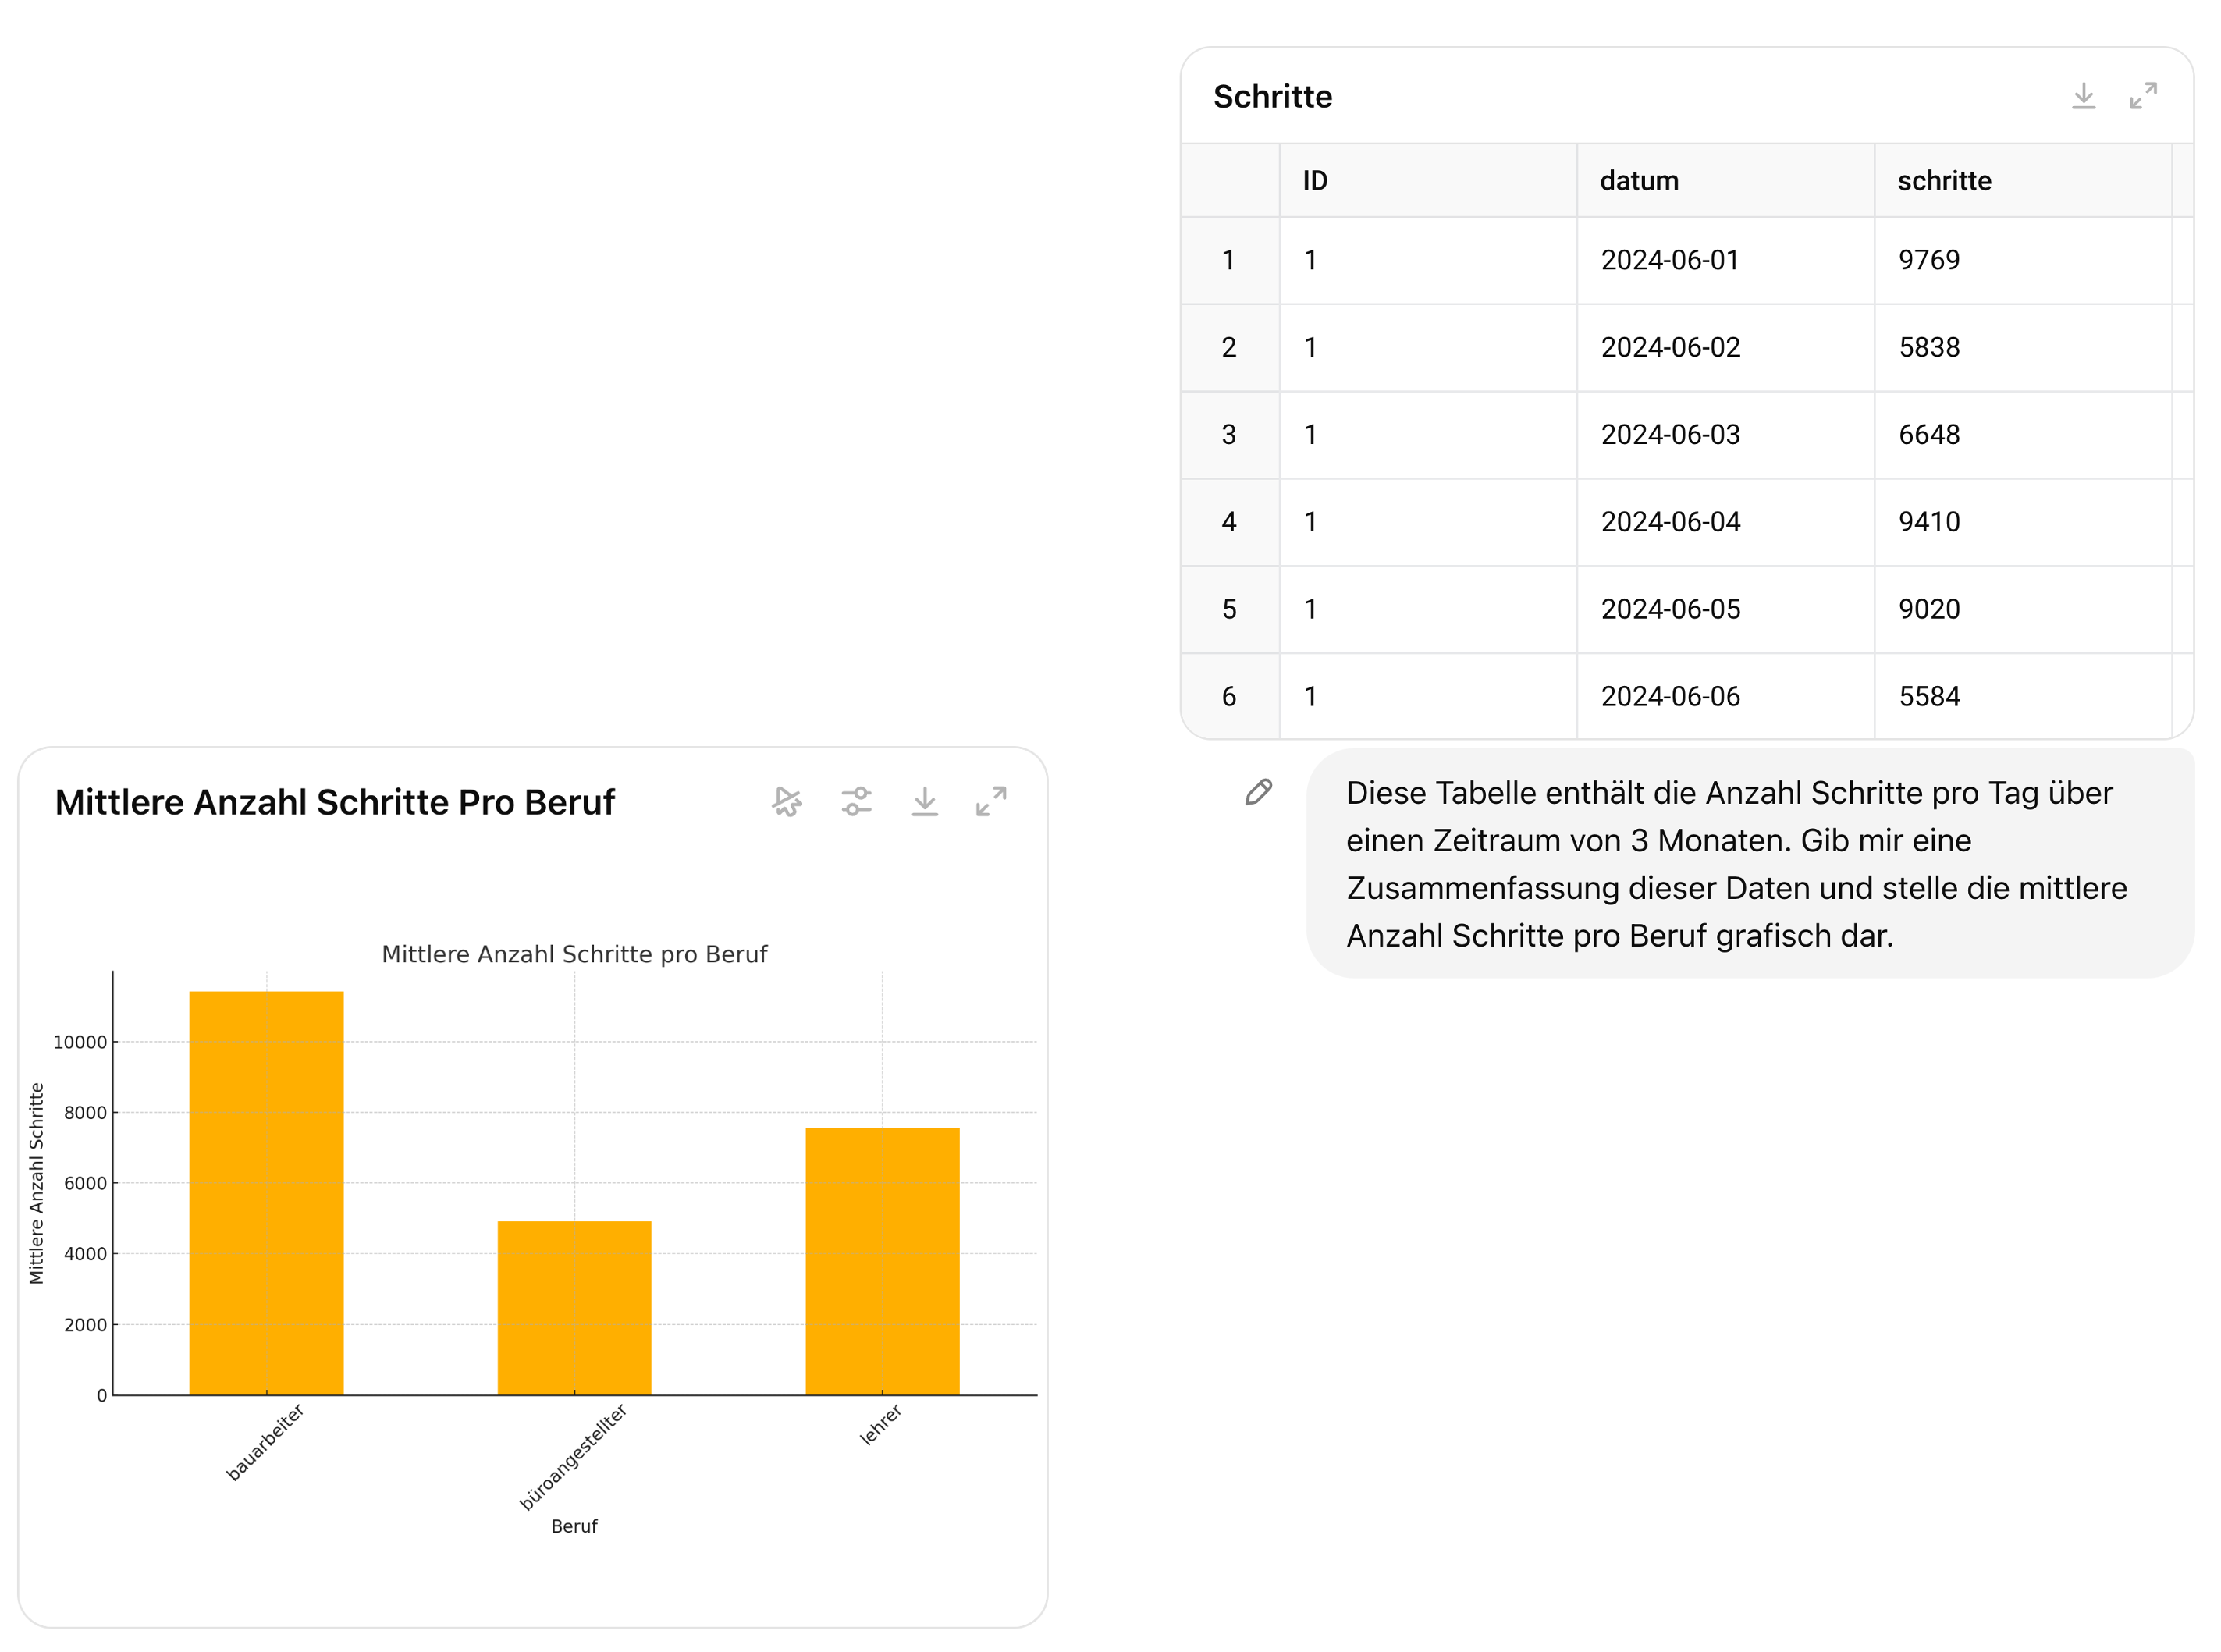 Schritte
ID datum schritte
1 1 2024-06-01 9769
2 1 2024-06-02 5838
3 1 2024-06-03 6648
4 1 2024-06-04 9410
5 1 2024-06-05 9020
6 1 2024-06-06 5584
Diese Tabelle enthält die Anzahl Schritte pro Tag über
einen Zeitraum von 3 Monaten. Gib mir eine
Zusammenfassung dieser Daten und stelle die mittlere
Anzahl Schritte pro Beruf grafisch dar.
Mittlere Anzahl Schritte Pro Beruf
Mittlere Anzahl Schritte pro Beruf
Mittlere Anzahl Schritte
10000
8000
6000
4000
2000
0
bauarbeiter
büroangestellter
lehrer
Beruf